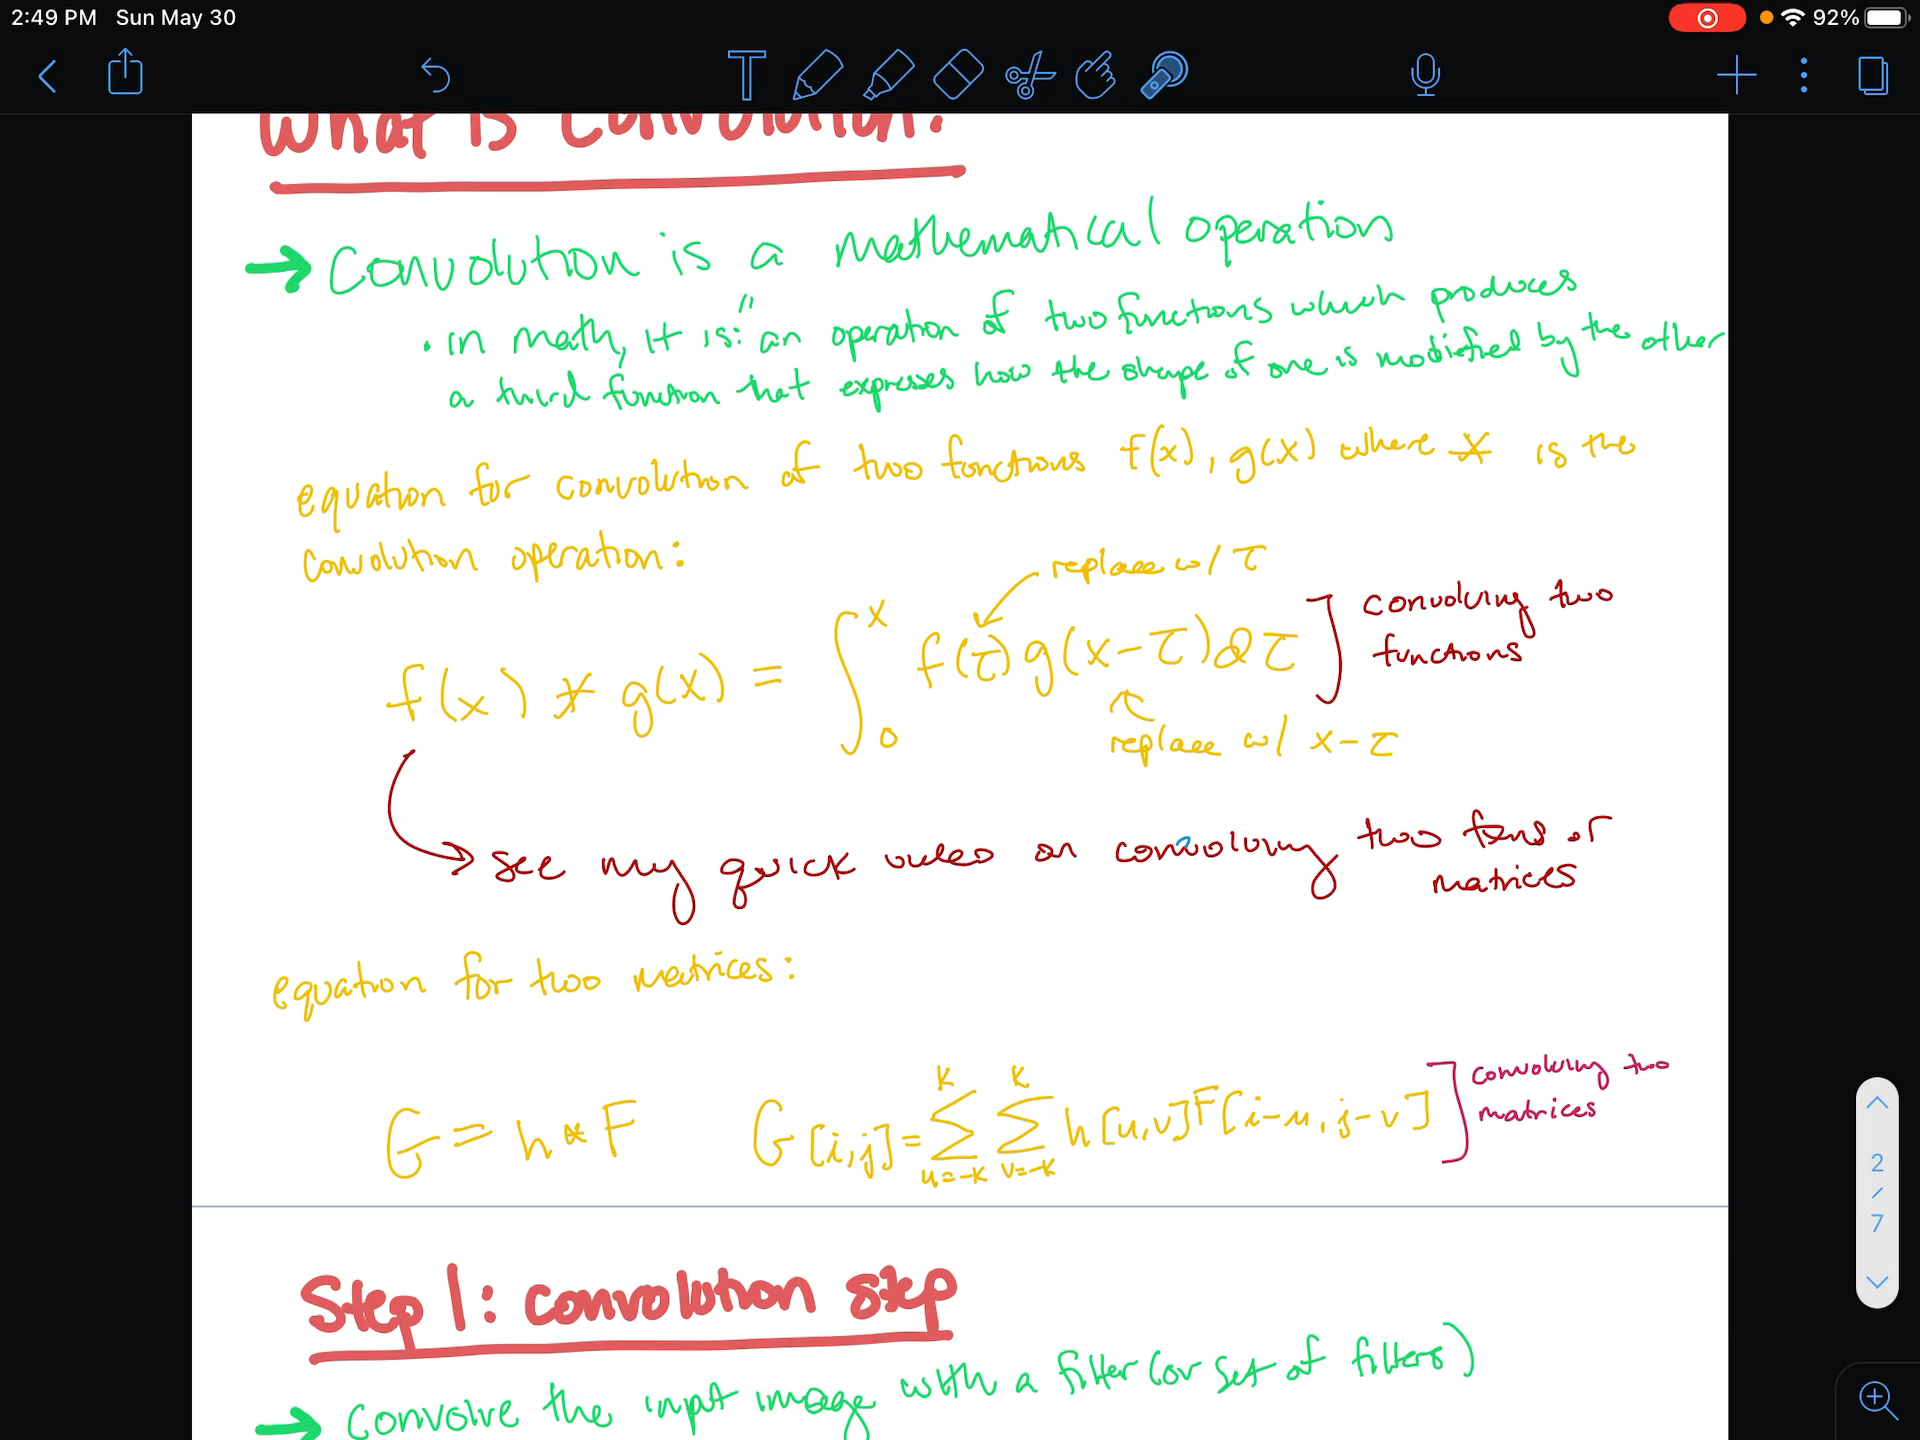 2:49 PM Sun May 30
92%
What is Convolution?
→ Convolution is a mathematical operation
• in math, it is: "an operation of two functions which produces
a third function that expresses how the shape of one is modified by the other
equation for convolution of two functions f(x), g(x) where * is the
convolution operation:
replace w/ τ
f(x) * g(x) = ∫₀ˣ f(τ) g(x-τ) dτ ] convolving two
functions
replace w/ x-τ
→ see my quick video on convolving two fxns or
matrices
equation for two matrices:
G = h * F G[i,j] = Σ_{u=-k}^{k} Σ_{v=-k}^{k} h[u,v] F[i-u, j-v] ] convolving two
matrices
2
/
7
Step 1: convolution step
→ convolve the input image with a filter (or set of filters)